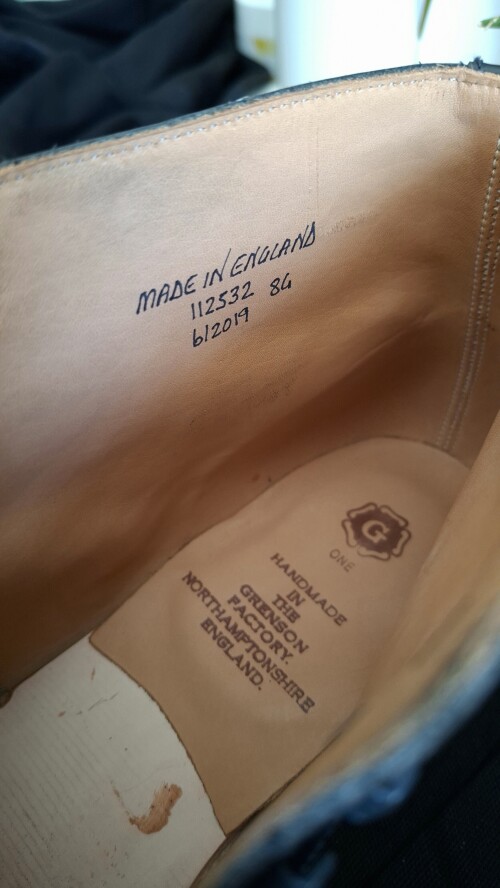 MADE IN ENGLAND
112532 8G
6/2019
G
ONE
HANDMADE
IN
THE
GRENSON
FACTORY.
NORTHAMPTONSHIRE
ENGLAND.